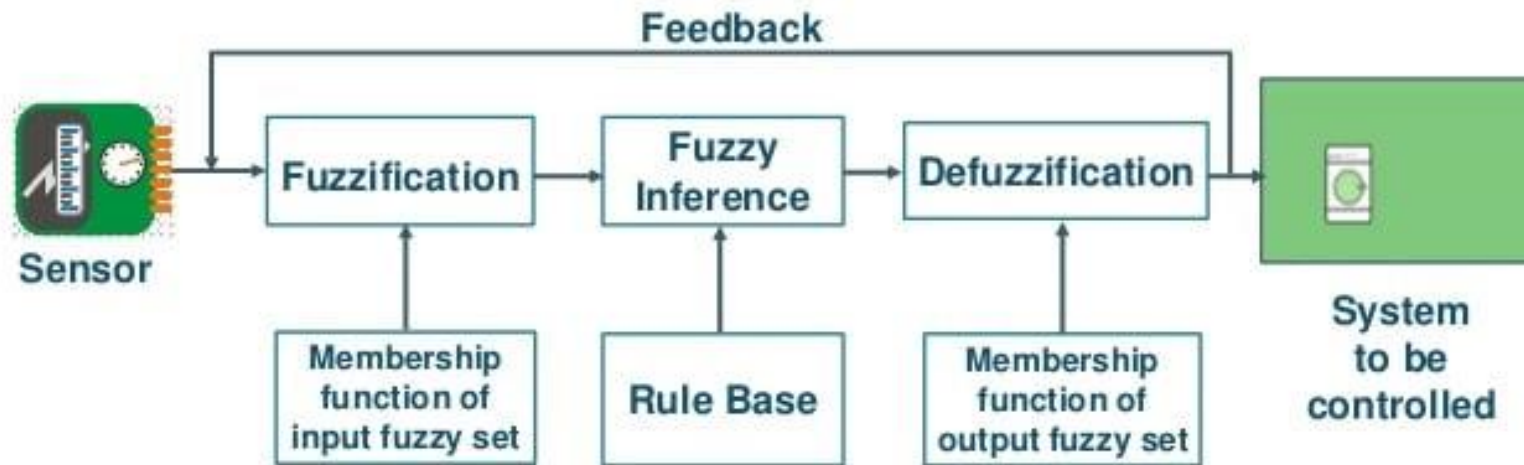 Feedback
Sensor
Fuzzification
Fuzzy
Inference
Defuzzification
Membership
function of
input fuzzy set
Rule Base
Membership
function of
output fuzzy set
System
to be
controlled